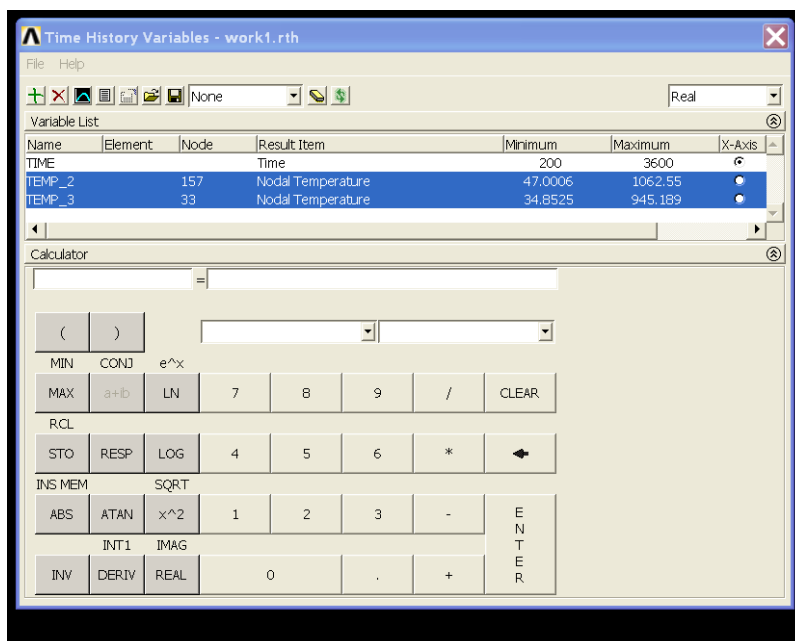 Time History Variables - work1.rth
File Help
None Real
Variable List
Name Element Node Result Item Minimum Maximum X-Axis
TIME Time 200 3600
TEMP_2 157 Nodal Temperature 47.0006 1062.55
TEMP_3 33 Nodal Temperature 34.8525 945.189
Calculator
=
( )
MIN CONJ e^x
MAX a+ib LN 7 8 9 / CLEAR
RCL
STO RESP LOG 4 5 6 *
INS MEM SQRT
ABS ATAN x^2 1 2 3 - ENTER
INT1 IMAG
INV DERIV REAL 0 . +